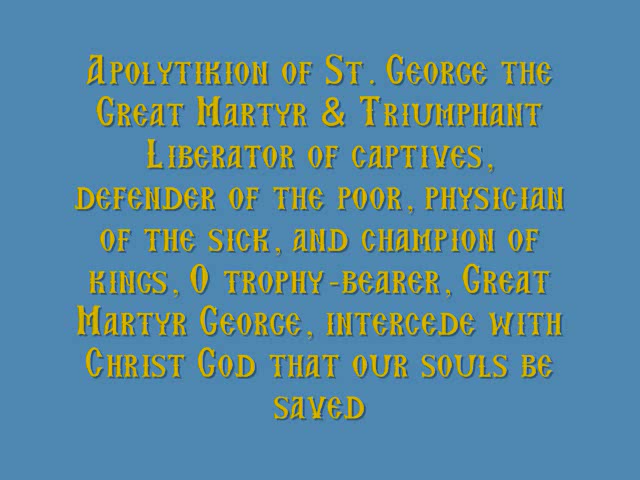 Apolytikion of St. George the
Great Martyr & Triumphant
Liberator of captives,
defender of the poor, physician
of the sick, and champion of
kings, O trophy-bearer, Great
Martyr George, intercede with
Christ God that our souls be
saved